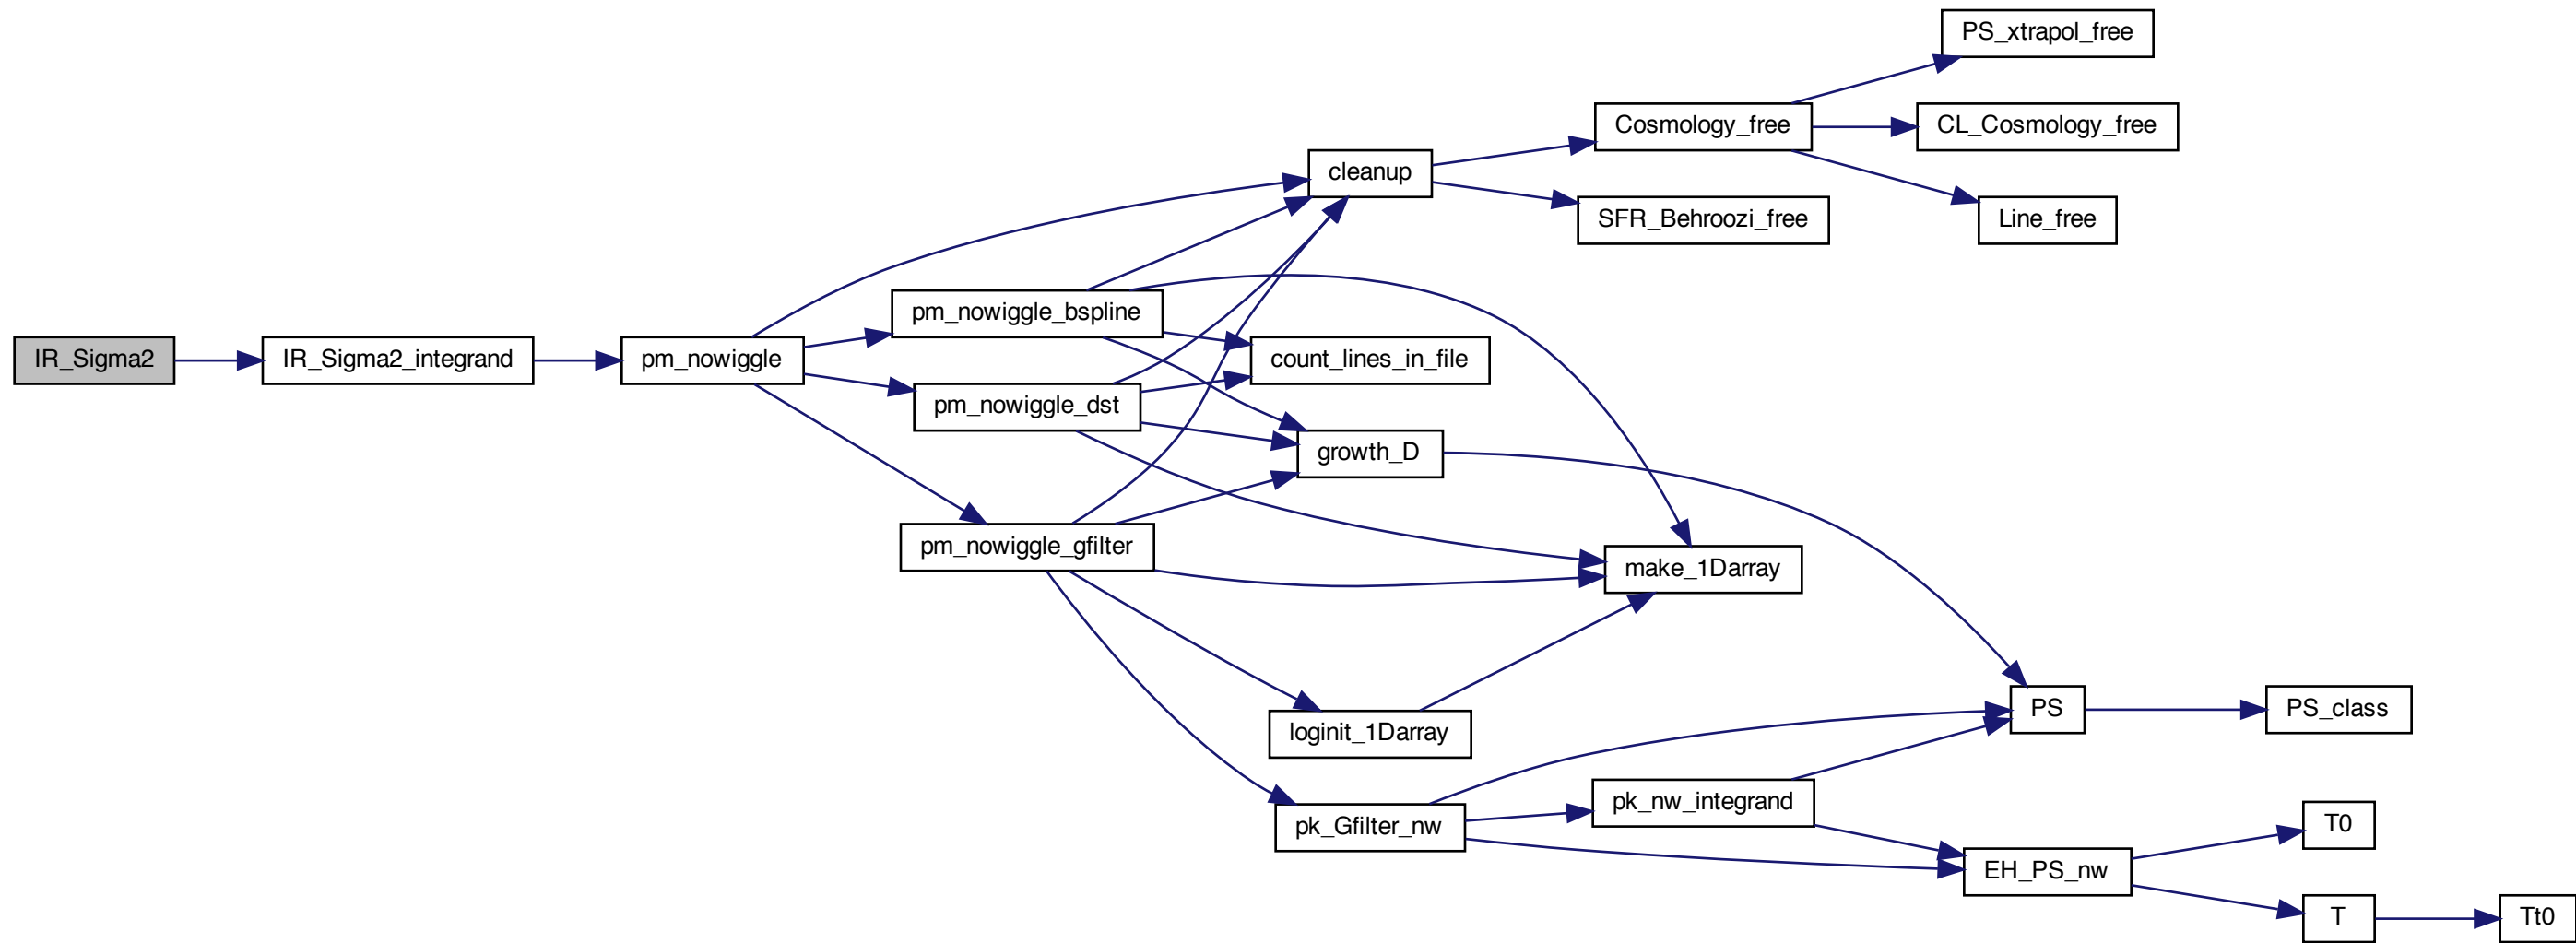 PS_xtrapol_free
Cosmology_free
CL_Cosmology_free
cleanup
SFR_Behroozi_free
Line_free
pm_nowiggle_bspline
IR_Sigma2
IR_Sigma2_integrand
pm_nowiggle
count_lines_in_file
pm_nowiggle_dst
growth_D
pm_nowiggle_gfilter
make_1Darray
loginit_1Darray
PS
PS_class
pk_nw_integrand
pk_Gfilter_nw
T0
EH_PS_nw
T
Tt0